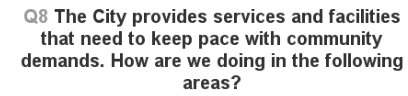 Q8 The City provides services and facilities
that need to keep pace with community
demands. How are we doing in the following
areas?